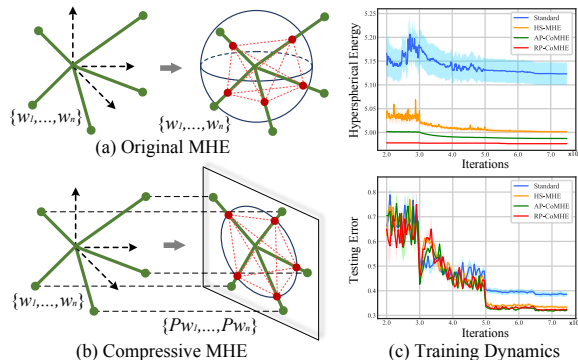 {w₁,...,wₙ}
{w₁,...,wₙ}
(a) Original MHE
{w₁,...,wₙ}
{Pw₁,...,Pwₙ}
(b) Compressive MHE
Hyperspherical Energy
5.25
5.20
5.15
5.10
5.05
5.00
Standard
HS-MHE
AP-CoMHE
RP-CoMHE
2.0 3.0 4.0 5.0 6.0 7.0
Iterations
Testing Error
0.8
0.7
0.6
0.5
0.4
0.3
Standard
HS-MHE
AP-CoMHE
RP-CoMHE
2.0 3.0 4.0 5.0 6.0 7.0
Iterations
(c) Training Dynamics